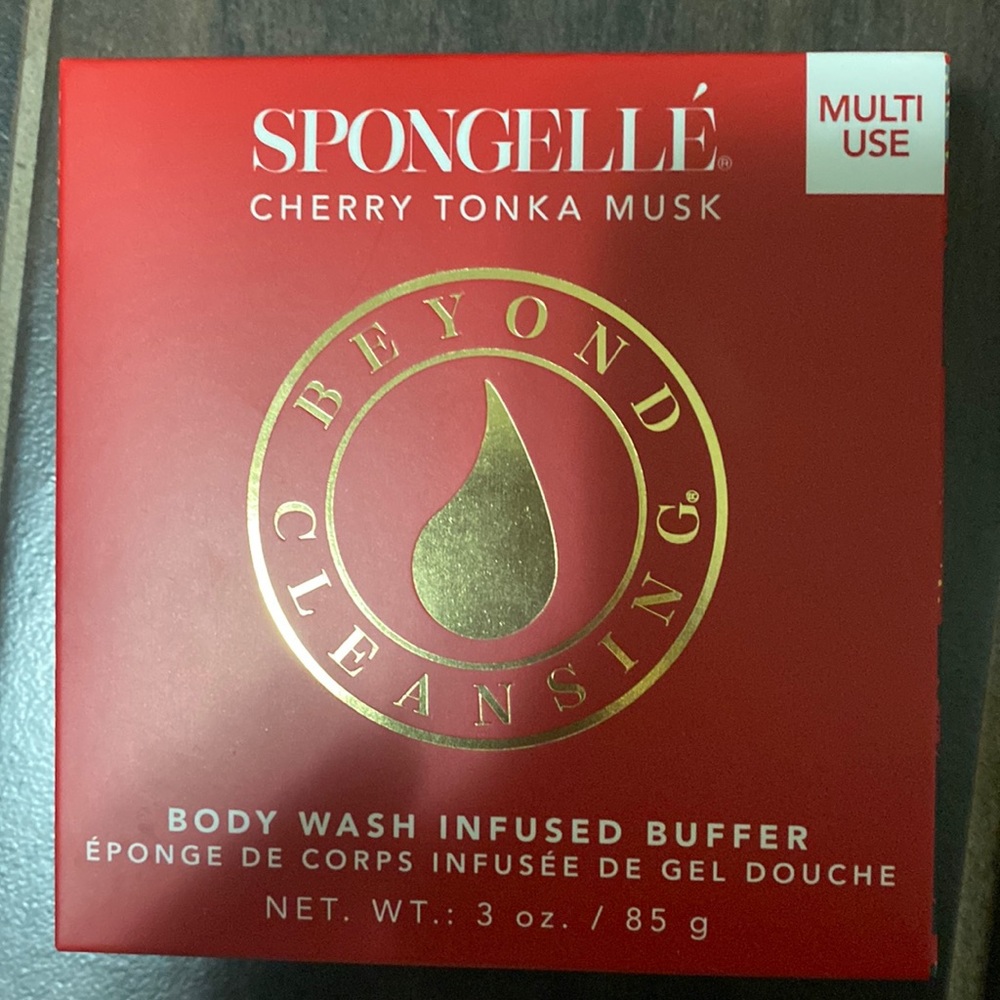 SPONGELLÉ®
MULTI
USE
CHERRY TONKA MUSK
BEYOND
CLEANSING®
BODY WASH INFUSED BUFFER
ÉPONGE DE CORPS INFUSÉE DE GEL DOUCHE
NET. WT.: 3 oz. / 85 g